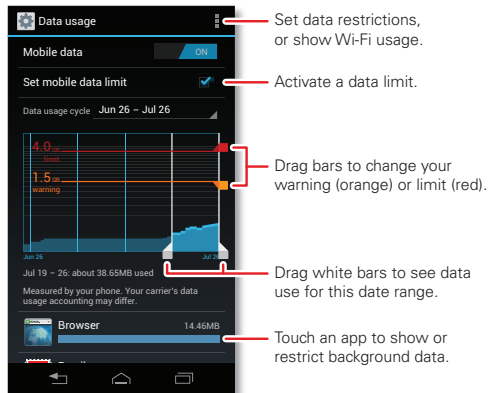 Data usage
Set data restrictions,
or show Wi-Fi usage.
Mobile data
ON
Set mobile data limit
Activate a data limit.
Data usage cycle Jun 26 – Jul 26
4.0 GB
limit
1.5 GB
warning
Drag bars to change your
warning (orange) or limit (red).
Jun 26
Jul 26
Jul 19 – 26: about 38.65MB used
Drag white bars to see data
use for this date range.
Measured by your phone. Your carrier's data
usage accounting may differ.
Browser
14.46MB
Touch an app to show or
restrict background data.